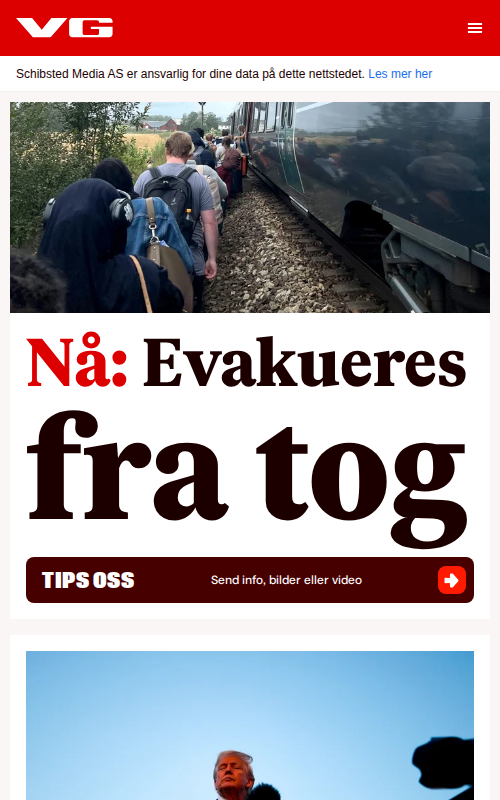 VG
Schibsted Media AS er ansvarlig for dine data på dette nettstedet. Les mer her
Nå: Evakueres
fra tog
TIPS OSS Send info, bilder eller video